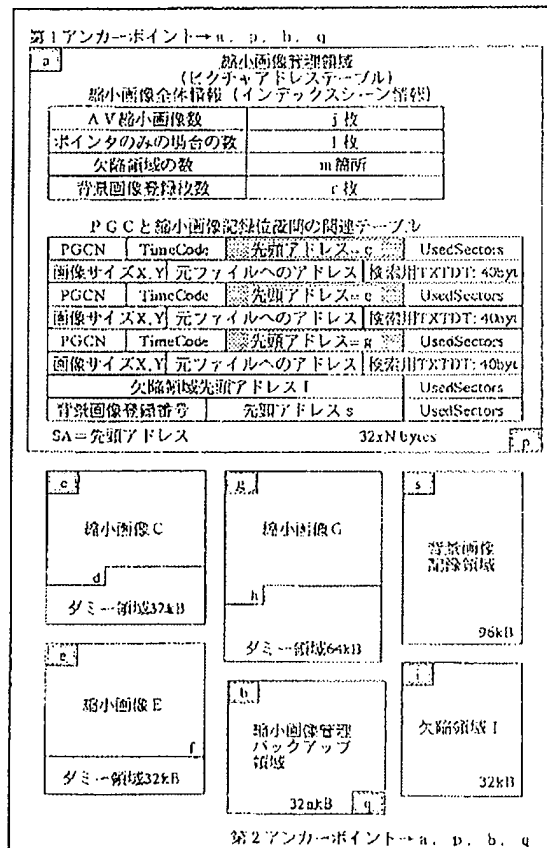 第1アンカーポイント→a, p, b, q
a
縮小画像管理領域
(ピクチャアドレステーブル)
縮小画像全体情報 (インデックスシーン情報)
AV縮小画像数 j枚
ポインタのみの場合の数 l枚
欠陥領域の数 m箇所
背景画像登録枚数 r枚
PGCと縮小画像記録位置間の関連テーブル
PGCN TimeCode 先頭アドレス=c UsedSectors
画像サイズX,Y 元ファイルへのアドレス 検索用TXTDT: 40byt
PGCN TimeCode 先頭アドレス=e UsedSectors
画像サイズX,Y 元ファイルへのアドレス 検索用TXTDT: 40byt
PGCN TimeCode 先頭アドレス=g UsedSectors
画像サイズX,Y 元ファイルへのアドレス 検索用TXTDT: 40byt
欠陥領域先頭アドレス I UsedSectors
背景画像登録番号 先頭アドレス s UsedSectors
SA=先頭アドレス 32xN bytes p
c
縮小画像C
d
ダミー領域32kB
g
縮小画像G
h
ダミー領域64kB
s
背景画像
記録領域
96kB
e
縮小画像E
f
ダミー領域32kB
b
縮小画像管理
バックアップ
領域
32nkB q
i
欠陥領域I
32kB
第2アンカーポイント→a, p, b, q